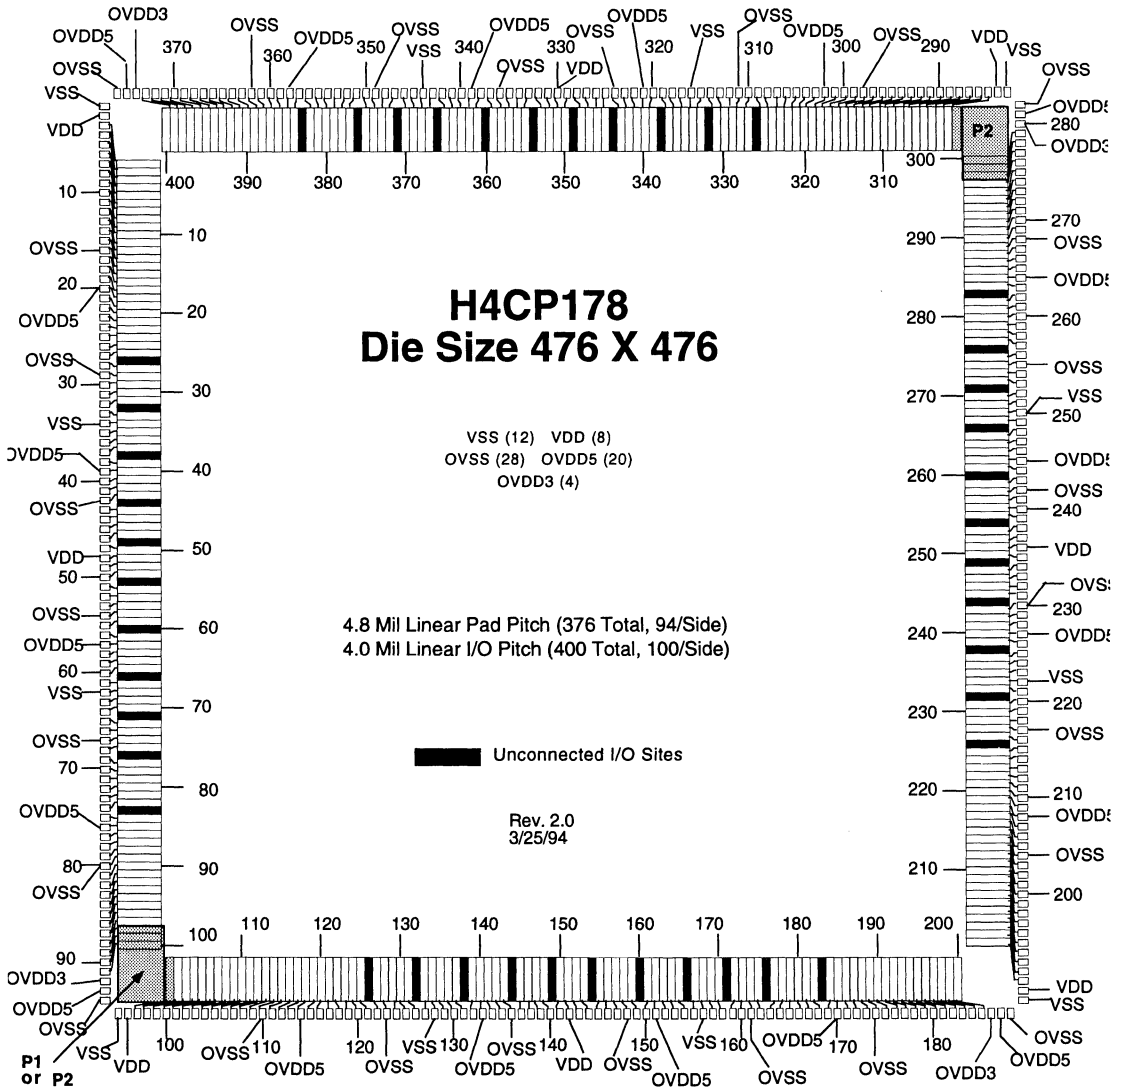 OVDD3
OVDD5
370
OVSS
360
OVDD5
350
OVSS
VSS
340
OVDD5
OVSS
330
VDD
OVSS
OVDD5
320
VSS
OVSS
310
OVDD5
300
OVSS
290
VDD
VSS
OVSS
VSS
VDD
10
OVSS
20
OVDD5
OVSS
30
VSS
OVDD5
40
OVSS
VDD
50
OVSS
OVDD5
60
VSS
OVSS
70
OVDD5
80
OVSS
90
OVDD3
OVDD5
OVSS
P1
or P2
400
390
380
370
360
350
340
330
320
310
P2
10
20
30
40
50
60
70
80
90
100
H4CP178
Die Size 476 X 476
VSS (12) VDD (8)
OVSS (28) OVDD5 (20)
OVDD3 (4)
4.8 Mil Linear Pad Pitch (376 Total, 94/Side)
4.0 Mil Linear I/O Pitch (400 Total, 100/Side)
Unconnected I/O Sites
Rev. 2.0
3/25/94
300
290
280
270
260
250
240
230
220
210
OVSS
OVDD5
280
OVDD3
270
OVSS
OVDD5
260
OVSS
VSS
250
OVDD5
OVSS
240
VDD
OVSS
230
OVDD5
VSS
220
OVSS
210
OVDD5
OVSS
200
VDD
VSS
110
120
130
140
150
160
170
180
190
200
VSS
VDD
100
OVSS
110
OVDD5
120
OVSS
VSS
130
OVDD5
OVSS
140
VDD
OVSS
150
OVDD5
VSS
160
OVSS
OVDD5
170
OVSS
180
OVDD3
OVDD5
OVSS